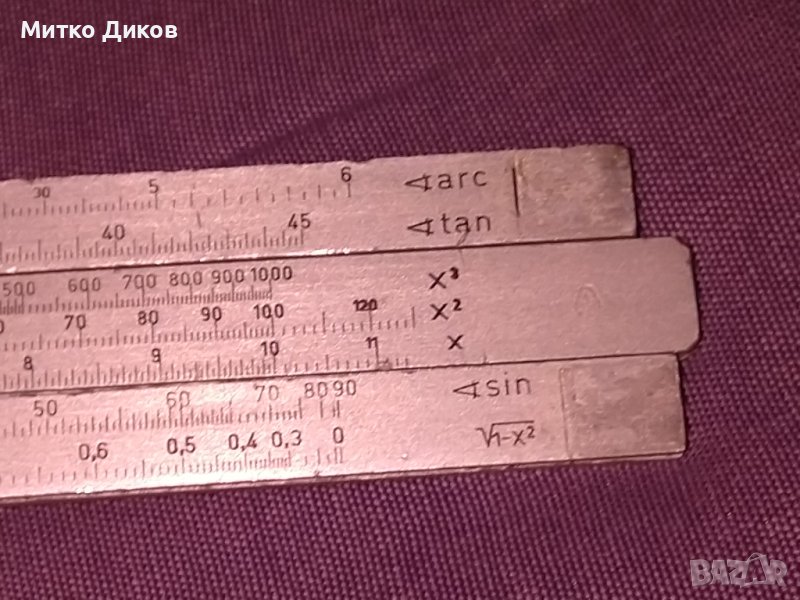 Митко Диков
30 5 6 ∢arc
40 45 ∢tan
500 600 700 800 900 1000 x³
70 80 90 100 120 x²
8 9 10 11 x
50 60 70 80 90 ∢sin
0,6 0,5 0,4 0,3 0 √1-x²
BAZAR